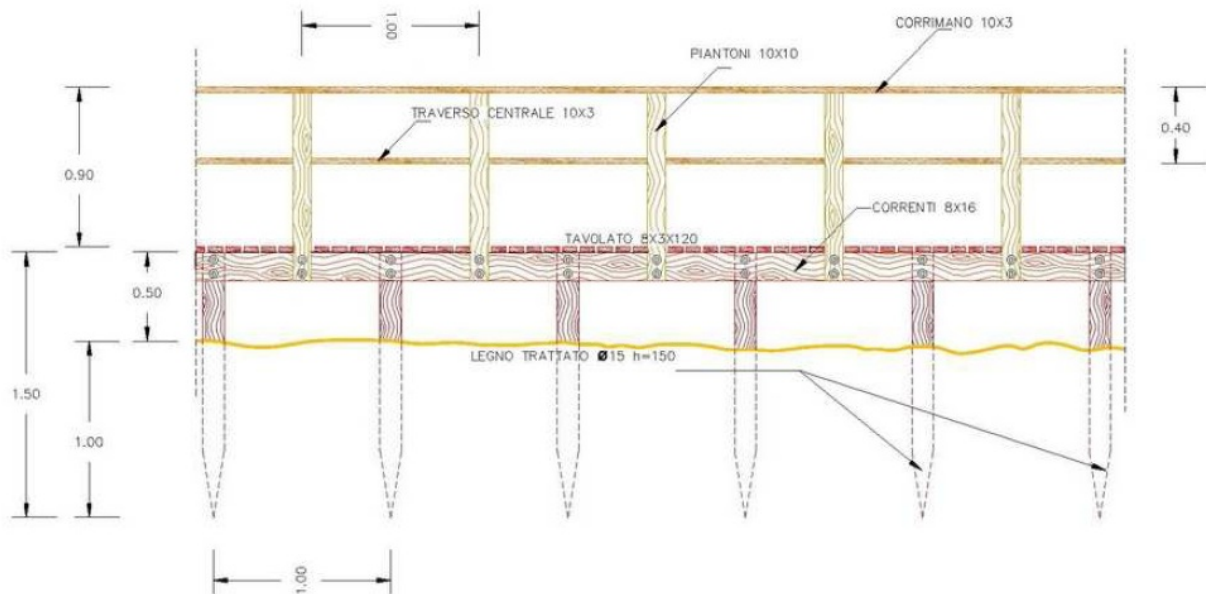 1.00
CORRIMANO 10X3
PIANTONI 10X10
TRAVERSO CENTRALE 10X3
0.40
0.90
CORRENTI 8X16
TAVOLATO 8X3X120
0.50
LEGNO TRATTATO Ø15 h=150
1.50
1.00
1.00